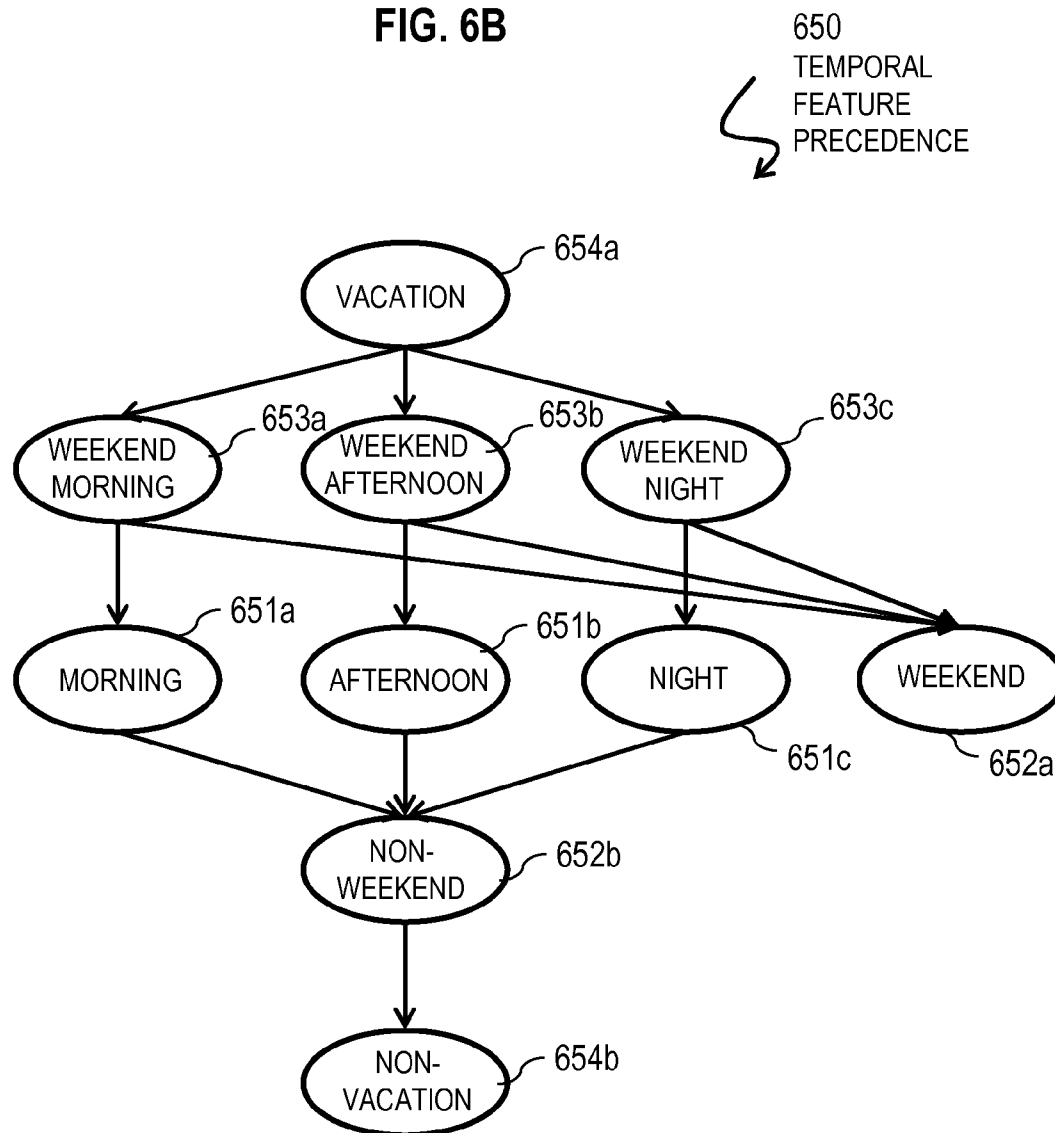 FIG. 6B
650
TEMPORAL
FEATURE
PRECEDENCE
654a
VACATION
653a
653b
653c
WEEKEND
MORNING
WEEKEND
AFTERNOON
WEEKEND
NIGHT
651a
651b
MORNING
AFTERNOON
NIGHT
WEEKEND
651c
652a
NON-
WEEKEND
652b
NON-
VACATION
654b